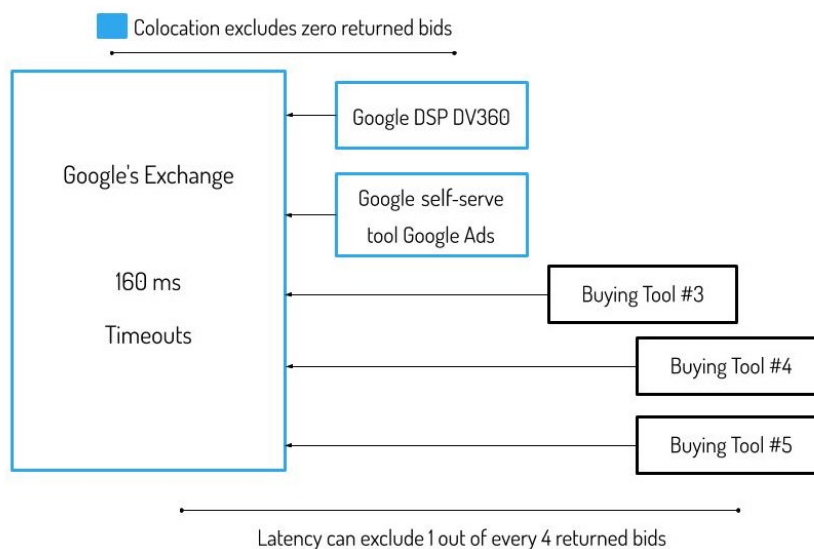 Colocation excludes zero returned bids
Google DSP DV360
Google's Exchange
Google self-serve
tool Google Ads
160 ms
Timeouts
Buying Tool #3
Buying Tool #4
Buying Tool #5
Latency can exclude 1 out of every 4 returned bids